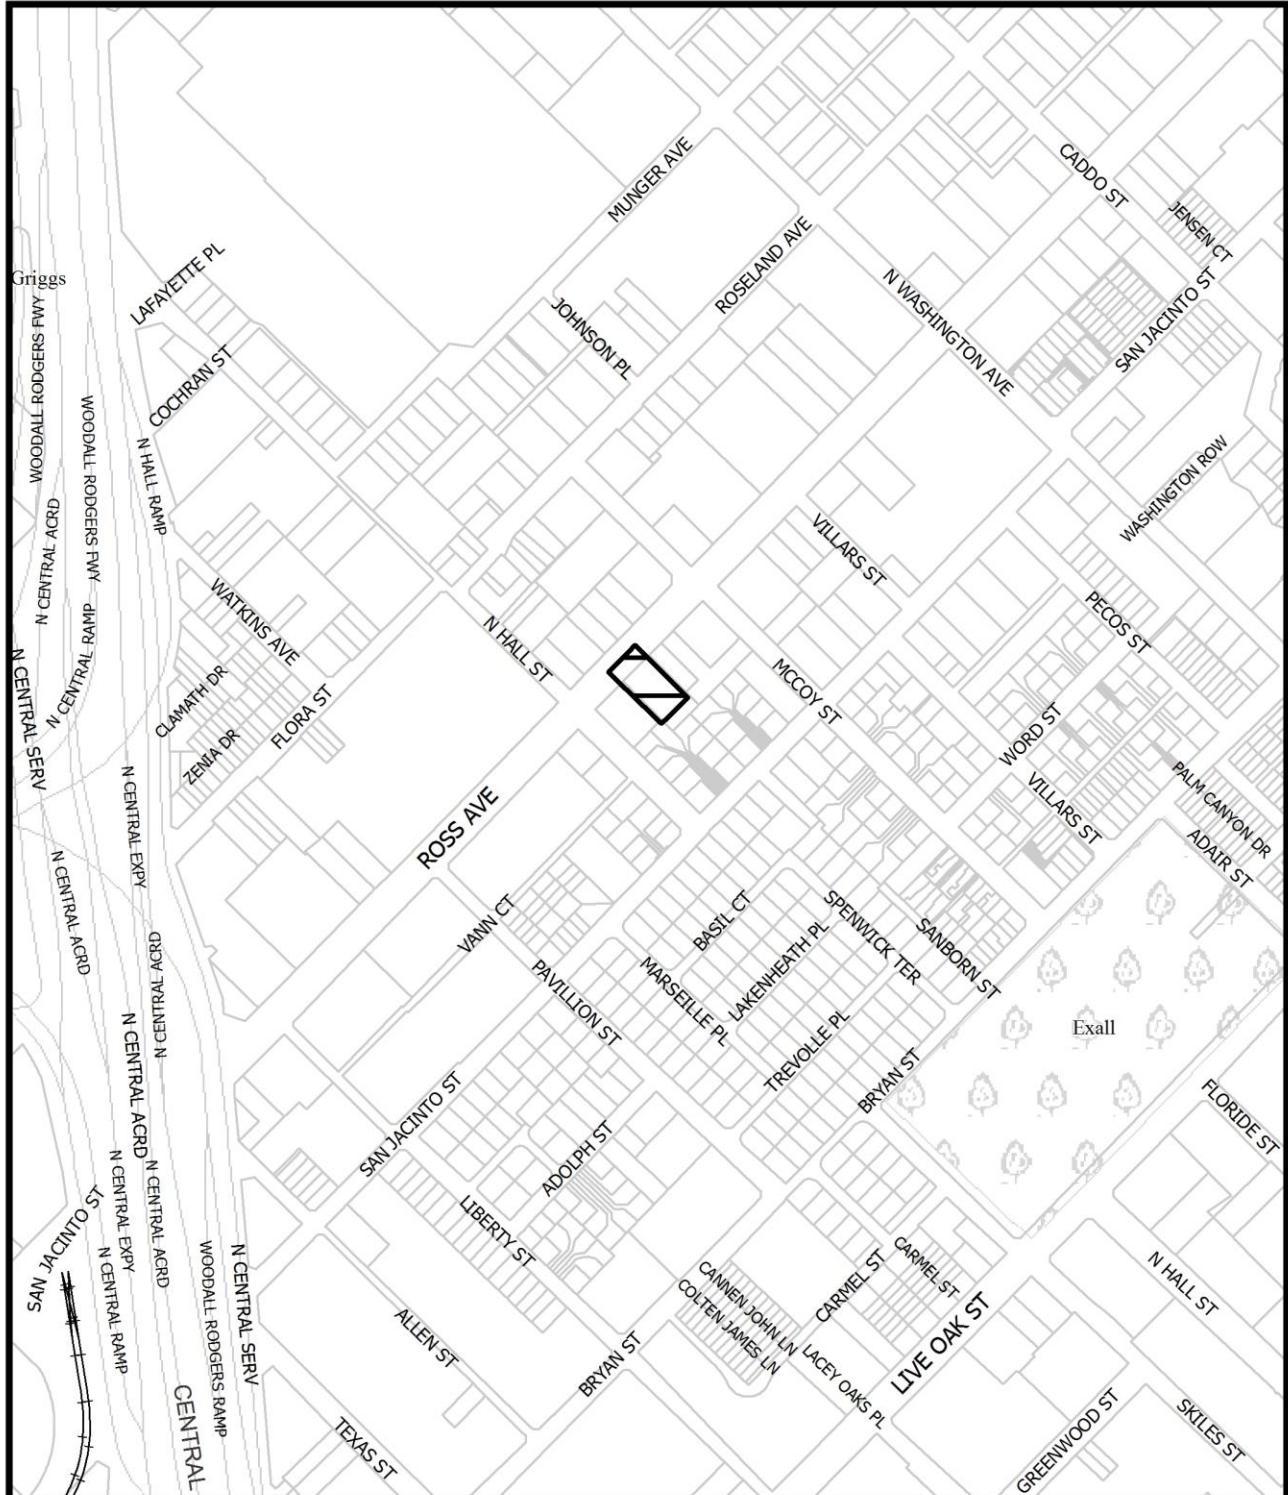 MUNGER AVE
CADDO ST
JENSEN CT
ROSELAND AVE
LAFAYETTE PL
Griggs
N WASHINGTON AVE
SAN JACINTO ST
JOHNSON PL
WOODALL RODGERS FWY
COCHRAN ST
WOODALL RODGERS FWY
N HALL RAMP
WASHINGTON ROW
N CENTRAL ACRD
VILLARS ST
WATKINS AVE
PECOS ST
N CENTRAL RAMP
N HALL ST
N CENTRAL SERV
CLAMATH DR
MCCOY ST
FLORA ST
ZENIA DR
WORD ST
PALM CANYON DR
VILLARS ST
N CENTRAL EXPY
ROSS AVE
ADAIR ST
N CENTRAL ACRD
VANN CT
BASIL CT
SPENWICK TER
SANBORN ST
N CENTRAL ACRD
LAKENHEATH PL
MARSEILLE PL
PAVILLION ST
Exall
N CENTRAL ACRD
TREVOLLE PL
BRYAN ST
FLORIDE ST
SAN JACINTO ST
ADOLPH ST
N CENTRAL EXPY
N CENTRAL ACRD
SAN JACINTO ST
LIBERTY ST
N CENTRAL RAMP
WOODALL RODGERS RAMP
N CENTRAL SERV
CARMEL ST
CARMEL ST
N HALL ST
CANNEN JOHN LN
COLTEN JAMES LN
ALLEN ST
BRYAN ST
LACEY OAKS PL
LIVE OAK ST
CENTRAL
TEXAS ST
GREENWOOD ST
SKILES ST